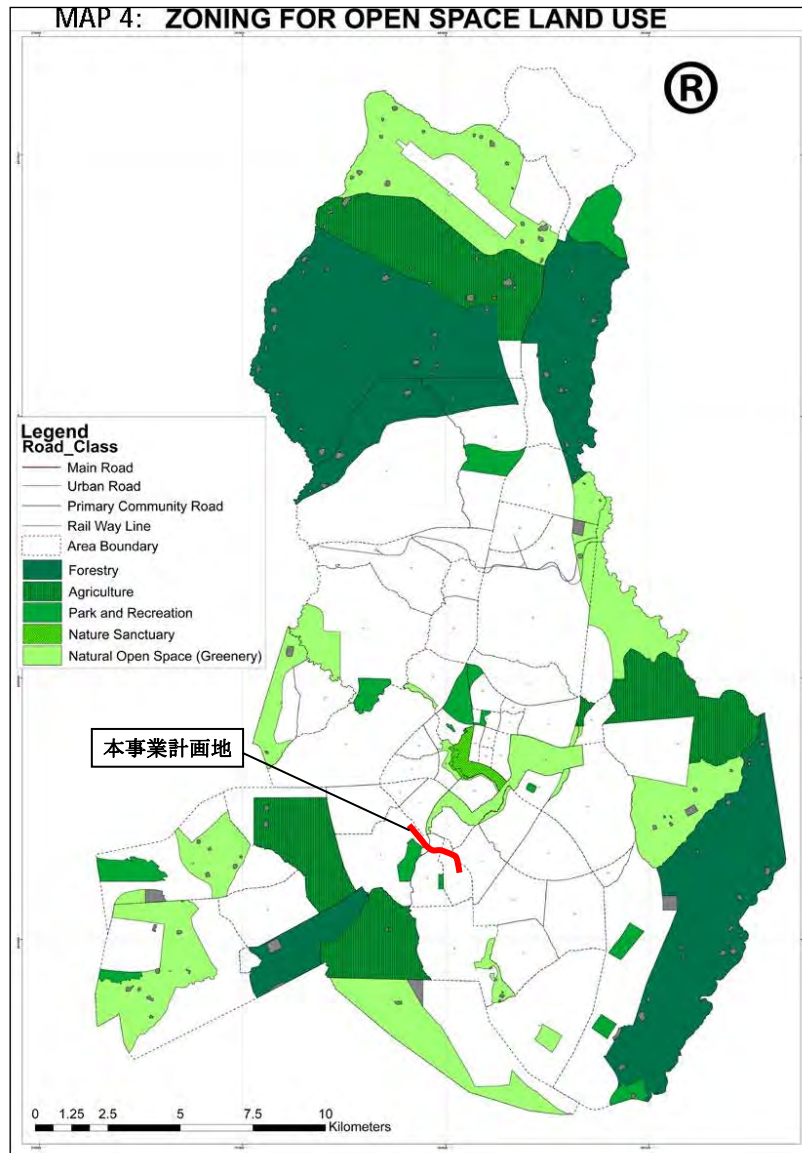 MAP 4: ZONING FOR OPEN SPACE LAND USE
R
Legend
Road_Class
Main Road
Urban Road
Primary Community Road
Rail Way Line
Area Boundary
Forestry
Agriculture
Park and Recreation
Nature Sanctuary
Natural Open Space (Greenery)
本事業計画地
0 1.25 2.5 5 7.5 10
Kilometers